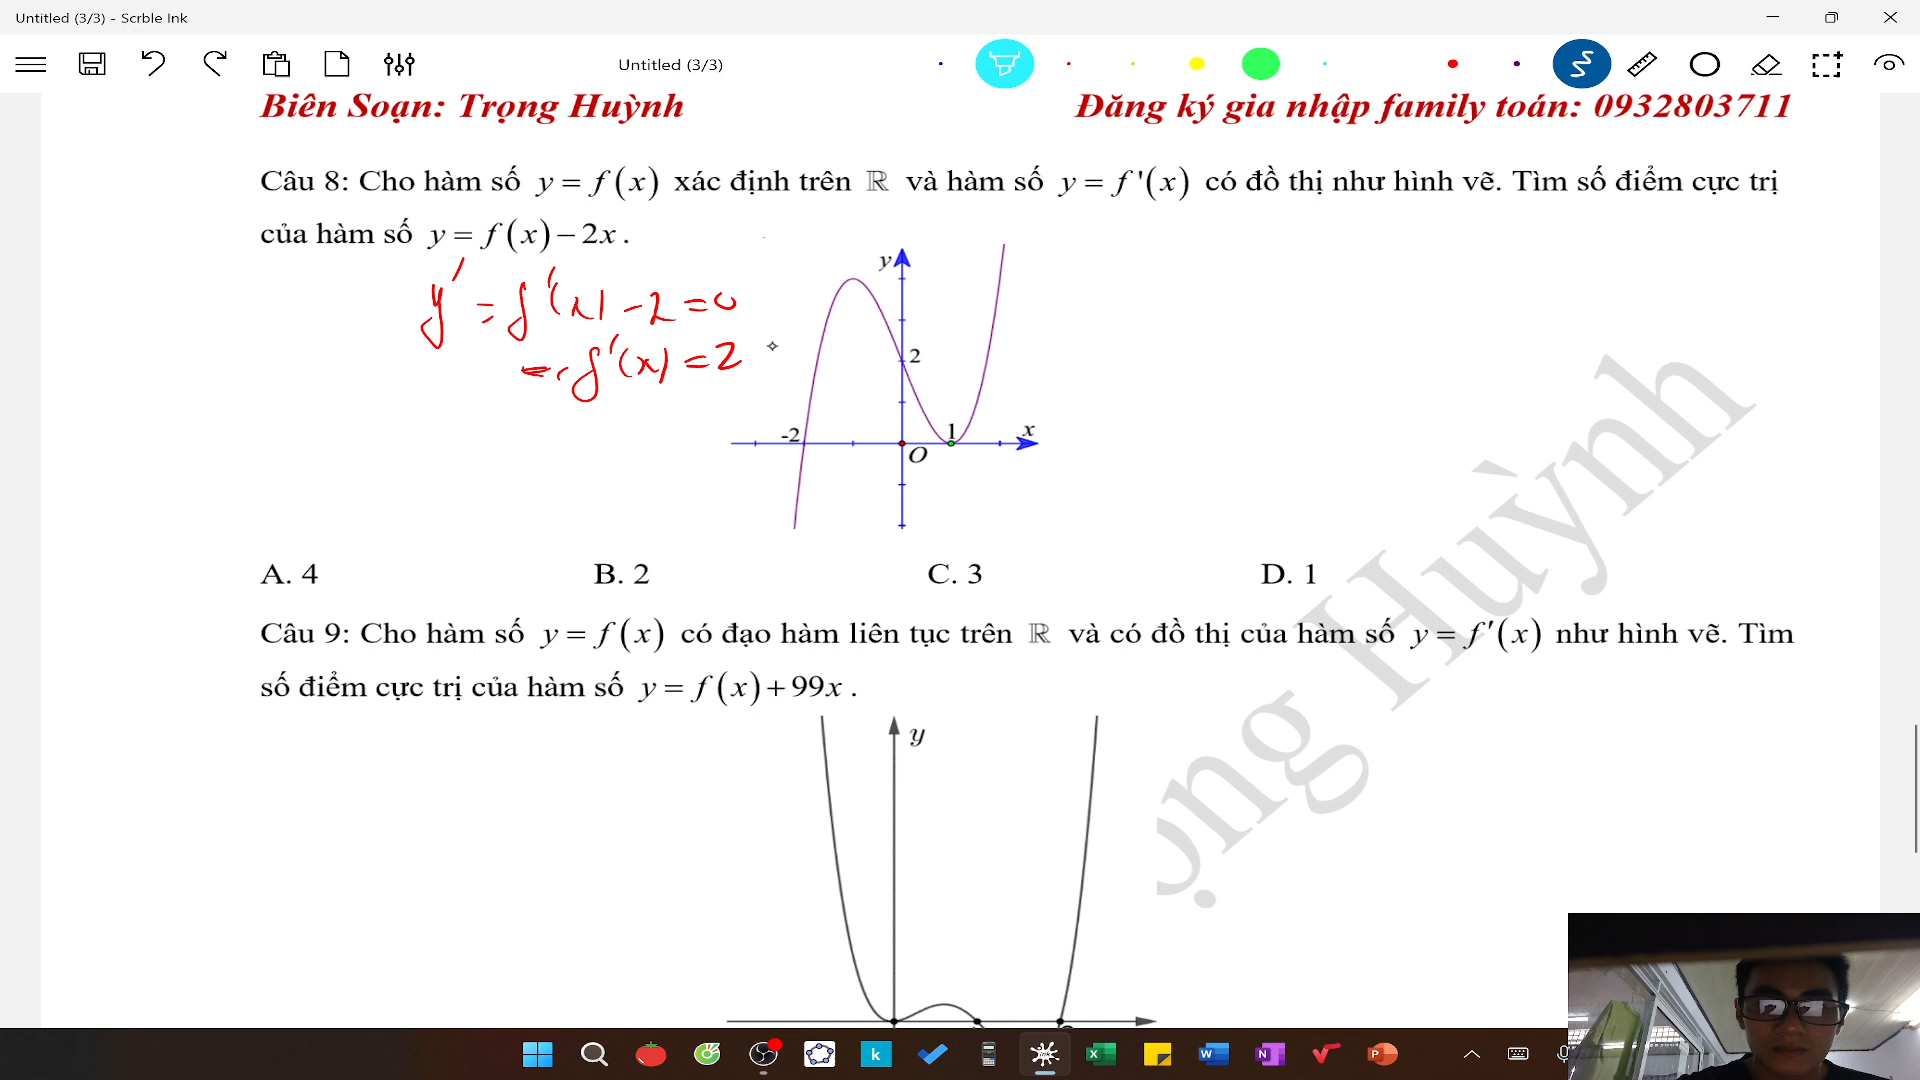 Untitled (3/3) - Scrble Ink
Untitled (3/3)
Biên Soạn: Trọng Huỳnh Đăng ký gia nhập family toán: 0932803711
Câu 8: Cho hàm số y = f(x) xác định trên ℝ và hàm số y = f'(x) có đồ thị như hình vẽ. Tìm số điểm cực trị
của hàm số y = f(x) − 2x.
y' = f'(x) − 2 = 0
f'(x) = 2
y
2
-2
1
x
O
A. 4 B. 2 C. 3 D. 1
Câu 9: Cho hàm số y = f(x) có đạo hàm liên tục trên ℝ và có đồ thị của hàm số y = f′(x) như hình vẽ. Tìm
số điểm cực trị của hàm số y = f(x) + 99x.
y
ọng Huỳnh